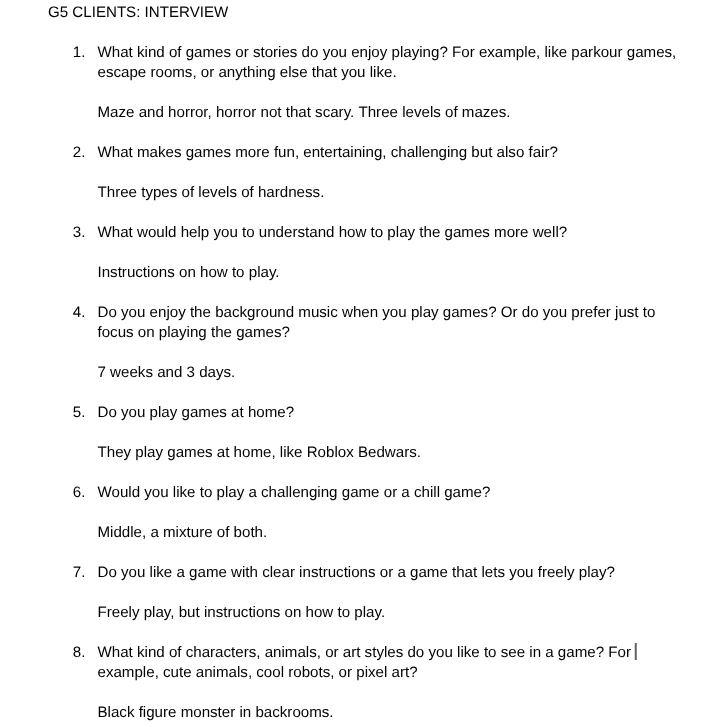 G5 CLIENTS: INTERVIEW
1. What kind of games or stories do you enjoy playing? For example, like parkour games,
escape rooms, or anything else that you like.
Maze and horror, horror not that scary. Three levels of mazes.
2. What makes games more fun, entertaining, challenging but also fair?
Three types of levels of hardness.
3. What would help you to understand how to play the games more well?
Instructions on how to play.
4. Do you enjoy the background music when you play games? Or do you prefer just to
focus on playing the games?
7 weeks and 3 days.
5. Do you play games at home?
They play games at home, like Roblox Bedwars.
6. Would you like to play a challenging game or a chill game?
Middle, a mixture of both.
7. Do you like a game with clear instructions or a game that lets you freely play?
Freely play, but instructions on how to play.
8. What kind of characters, animals, or art styles do you like to see in a game? For
example, cute animals, cool robots, or pixel art?
Black figure monster in backrooms.